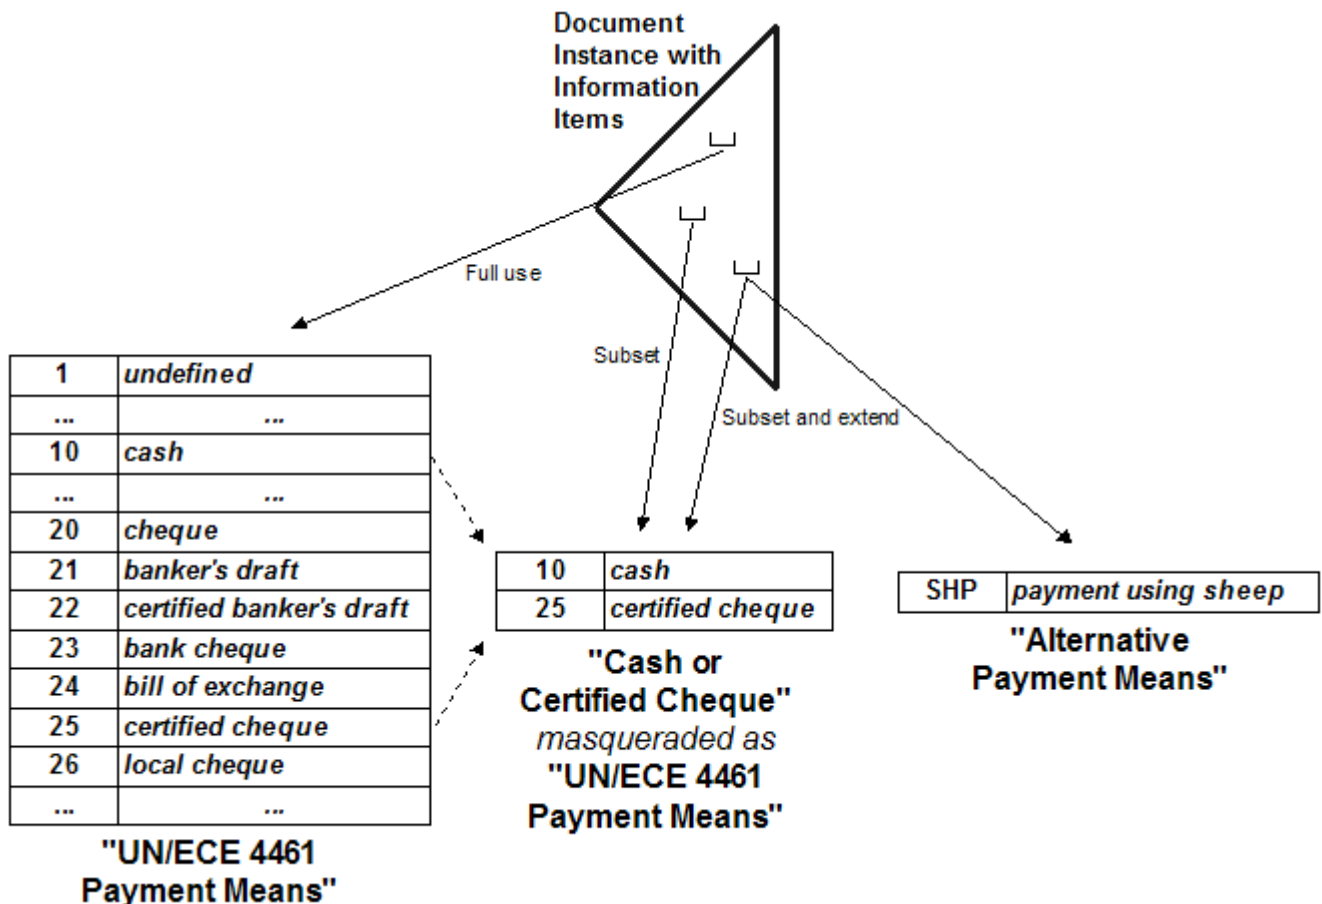 Document
Instance with
Information
Items
Full use
Subset
Subset and extend
1 undefined
... ...
10 cash
... ...
20 cheque
21 banker's draft
22 certified banker's draft
23 bank cheque
24 bill of exchange
25 certified cheque
26 local cheque
... ...
"UN/ECE 4461
Payment Means"
10 cash
25 certified cheque
"Cash or
Certified Cheque"
masqueraded as
"UN/ECE 4461
Payment Means"
SHP payment using sheep
"Alternative
Payment Means"